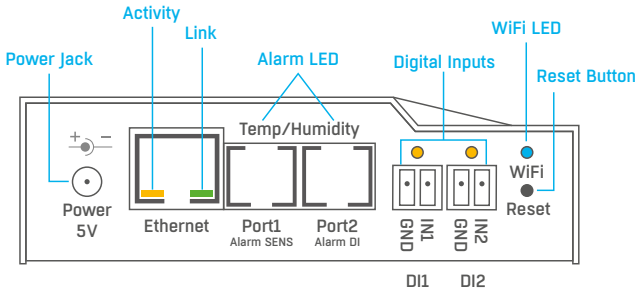 Activity
Link
WiFi LED
Power Jack
Alarm LED
Digital Inputs
Reset Button
+ –
Temp/Humidity
WiFi
Power
5V
Ethernet
Port1
Alarm SENS
Port2
Alarm DI
GND
IN1
GND
IN2
Reset
DI1
DI2